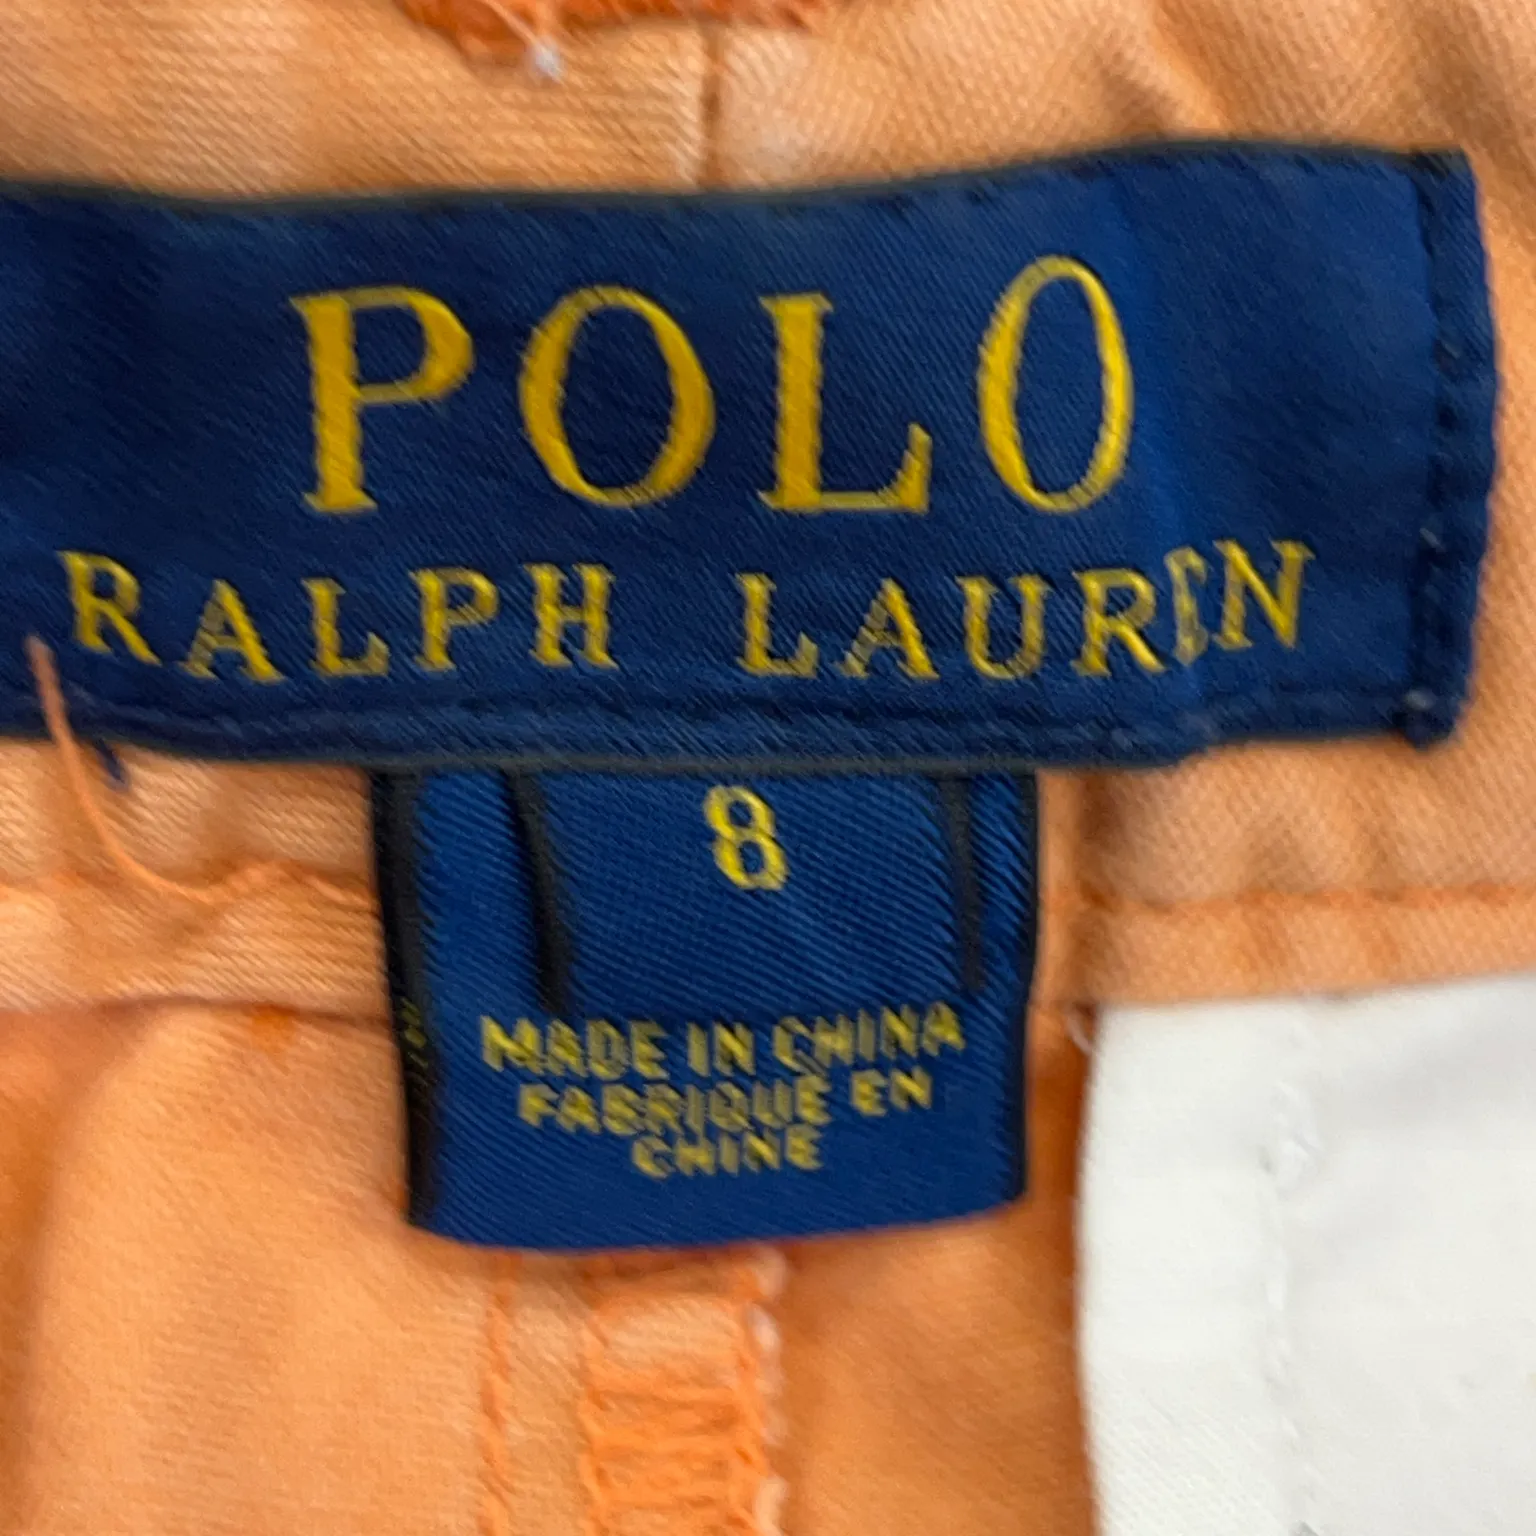 POLO
RALPH LAUREN
8
MADE IN CHINA
FABRIQUÉ EN
CHINE